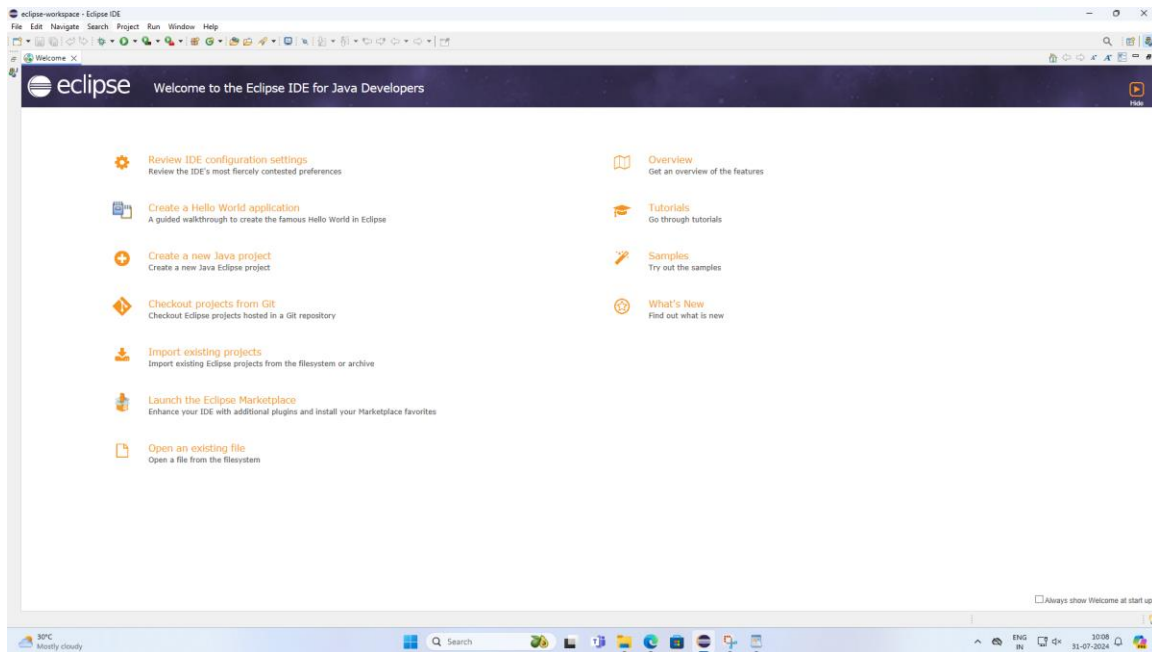 eclipse-workspace - Eclipse IDE
File Edit Navigate Search Project Run Window Help
Welcome
eclipse Welcome to the Eclipse IDE for Java Developers
Hide
Review IDE configuration settings
Review the IDE's most fiercely contested preferences
Create a Hello World application
A guided walkthrough to create the famous Hello World in Eclipse
Create a new Java project
Create a new Java Eclipse project
Checkout projects from Git
Checkout Eclipse projects hosted in a Git repository
Import existing projects
Import existing Eclipse projects from the filesystem or archive
Launch the Eclipse Marketplace
Enhance your IDE with additional plugins and install your Marketplace favorites
Open an existing file
Open a file from the filesystem
Overview
Get an overview of the features
Tutorials
Go through tutorials
Samples
Try out the samples
What's New
Find out what is new
Always show Welcome at start up
30°C
Mostly cloudy
Search
ENG
IN
10:08
31-07-2024